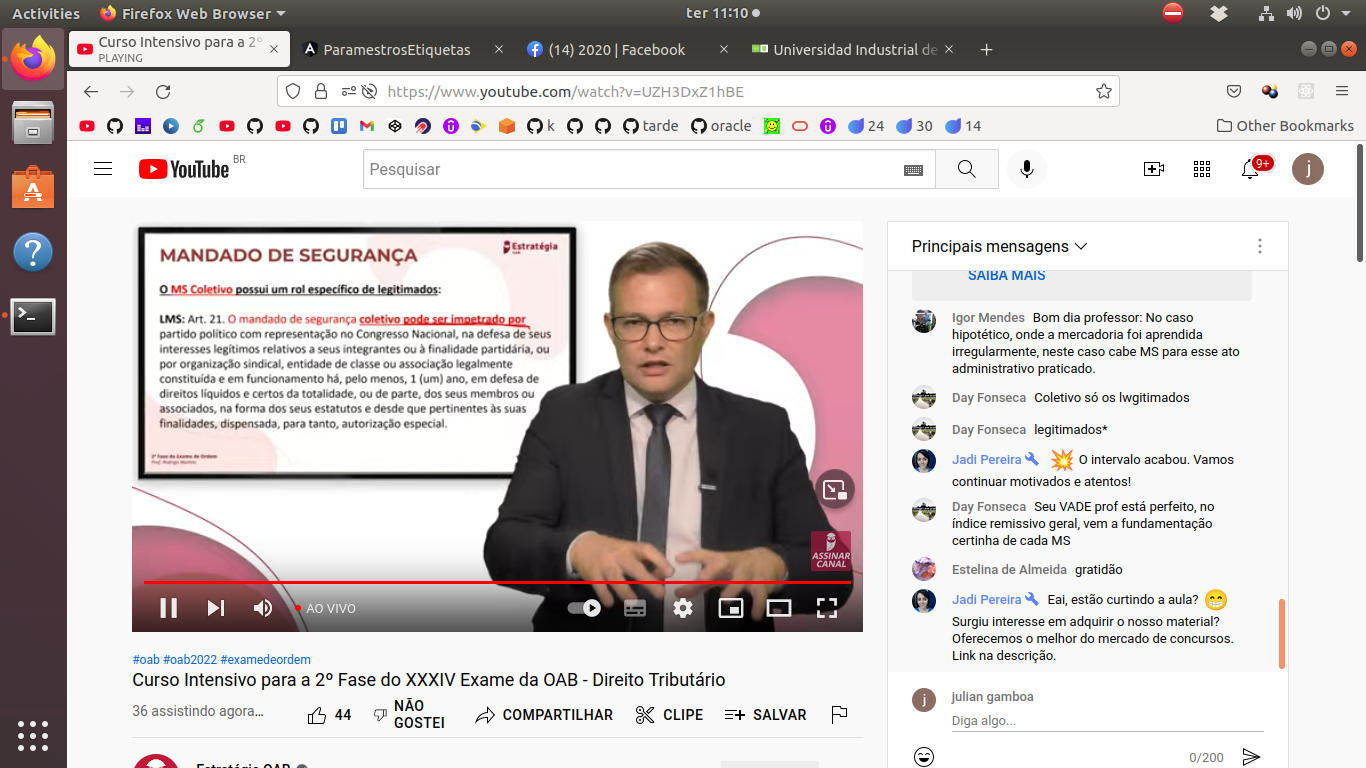 Activities
Firefox Web Browser
ter 11:10
Curso Intensivo para a 2º
PLAYING
ParamestrosEtiquetas
(14) 2020 | Facebook
Universidad Industrial de
https://www.youtube.com/watch?v=UZH3DxZ1hBE
k
tarde
oracle
24
30
14
Other Bookmarks
YouTube BR
Pesquisar
9+
j
MANDADO DE SEGURANÇA
Estratégia
OAB
O MS Coletivo possui um rol específico de legitimados:
LMS: Art. 21. O mandado de segurança coletivo pode ser impetrado por
partido político com representação no Congresso Nacional, na defesa de seus
interesses legítimos relativos a seus integrantes ou à finalidade partidária, ou
por organização sindical, entidade de classe ou associação legalmente
constituída e em funcionamento há, pelo menos, 1 (um) ano, em defesa de
direitos líquidos e certos da totalidade, ou de parte, dos seus membros ou
associados, na forma dos seus estatutos e desde que pertinentes às suas
finalidades, dispensada, para tanto, autorização especial.
2ª Fase do Exame de Ordem
Prof. Rodrigo Martins
ASSINAR
CANAL
AO VIVO
#oab #oab2022 #examedeordem
Curso Intensivo para a 2º Fase do XXXIV Exame da OAB - Direito Tributário
36 assistindo agora...
44
NÃO
GOSTEI
COMPARTILHAR
CLIPE
SALVAR
Estratégia OAB
Principais mensagens
SAIBA MAIS
Igor Mendes Bom dia professor: No caso
hipotético, onde a mercadoria foi aprendida
irregularmente, neste caso cabe MS para esse ato
administrativo praticado.
Day Fonseca Coletivo só os lwgitimados
Day Fonseca legitimados*
Jadi Pereira 💥 O intervalo acabou. Vamos
continuar motivados e atentos!
Day Fonseca Seu VADE prof está perfeito, no
índice remissivo geral, vem a fundamentação
certinha de cada MS
Estelina de Almeida gratidão
Jadi Pereira Eai, estão curtindo a aula? 😁
Surgiu interesse em adquirir o nosso material?
Oferecemos o melhor do mercado de concursos.
Link na descrição.
j
julian gamboa
Diga algo...
0/200